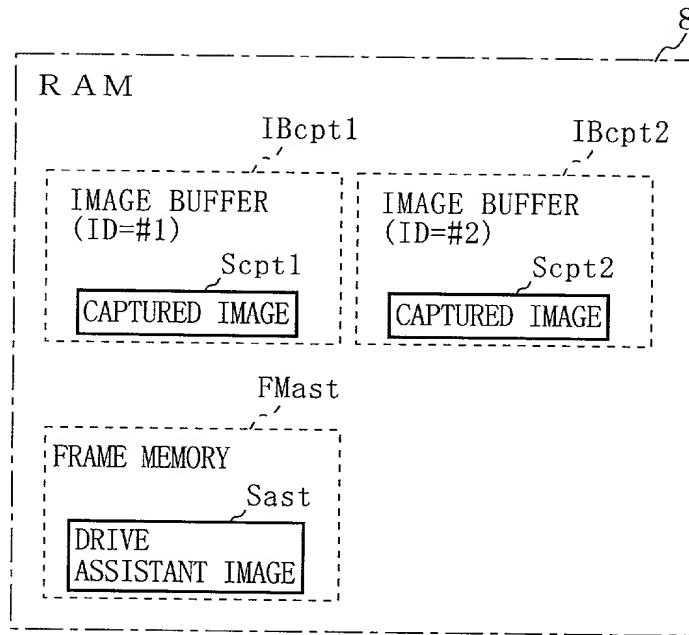 8
RAM
IBcpt1
IBcpt2
IMAGE BUFFER
(ID=#1)
IMAGE BUFFER
(ID=#2)
Scpt1
Scpt2
CAPTURED IMAGE
CAPTURED IMAGE
FMast
FRAME MEMORY
Sast
DRIVE
ASSISTANT IMAGE